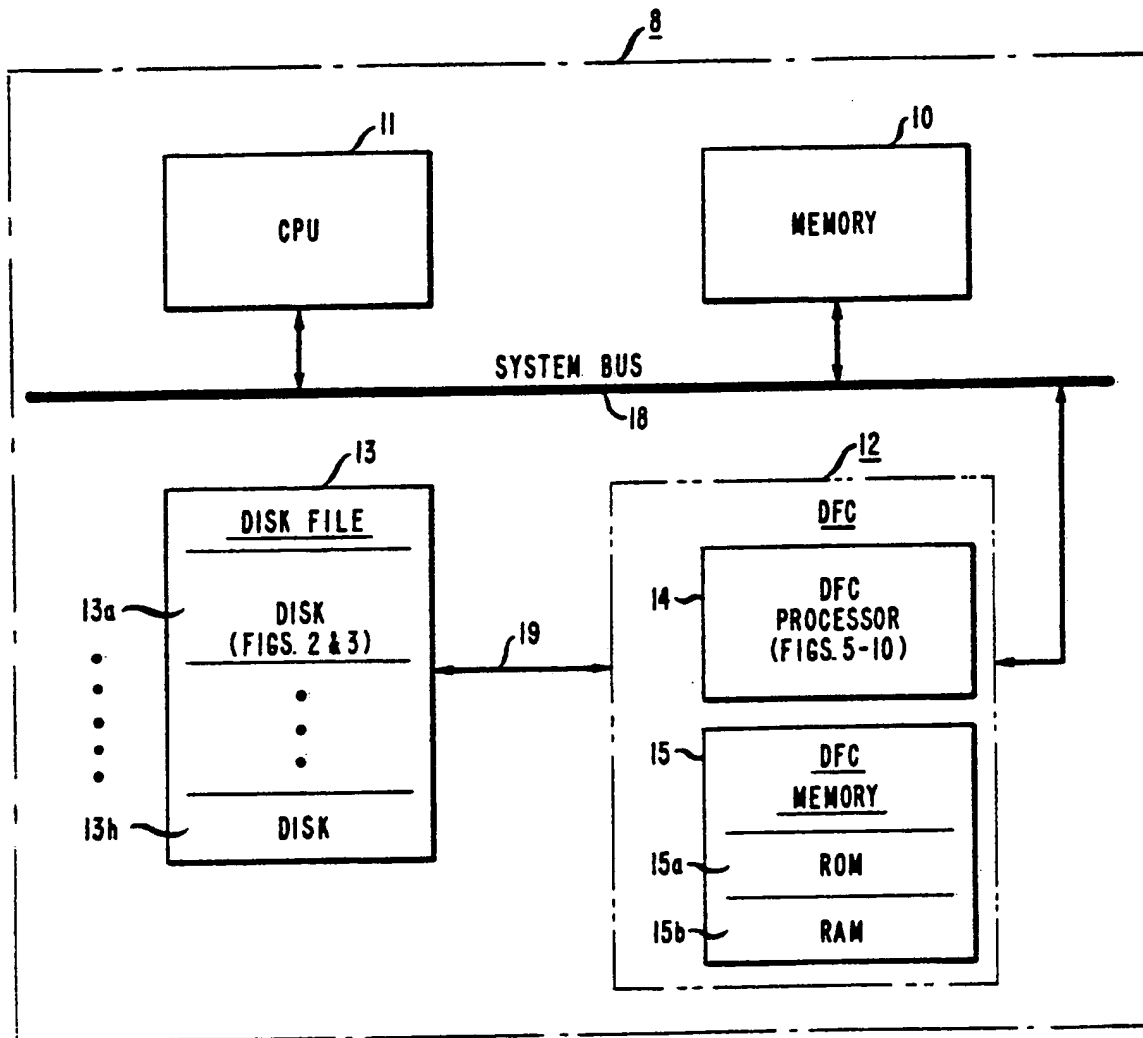 8
11
10
CPU
MEMORY
SYSTEM BUS
18
13
12
DISK FILE
DFC
13a
DISK
(FIGS. 2 & 3)
19
14
DFC
PROCESSOR
(FIGS. 5-10)
15
DFC
MEMORY
13h
DISK
15a
ROM
15b
RAM